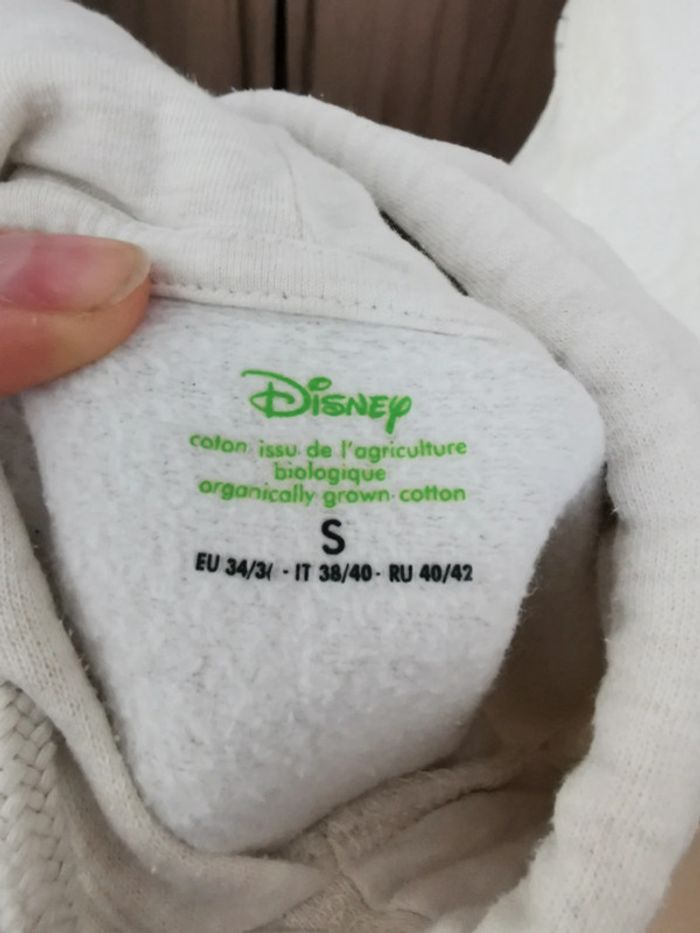 Disney
coton issu de l'agriculture
biologique
organically grown cotton
S
EU 34/3 - IT 38/40 - RU 40/42